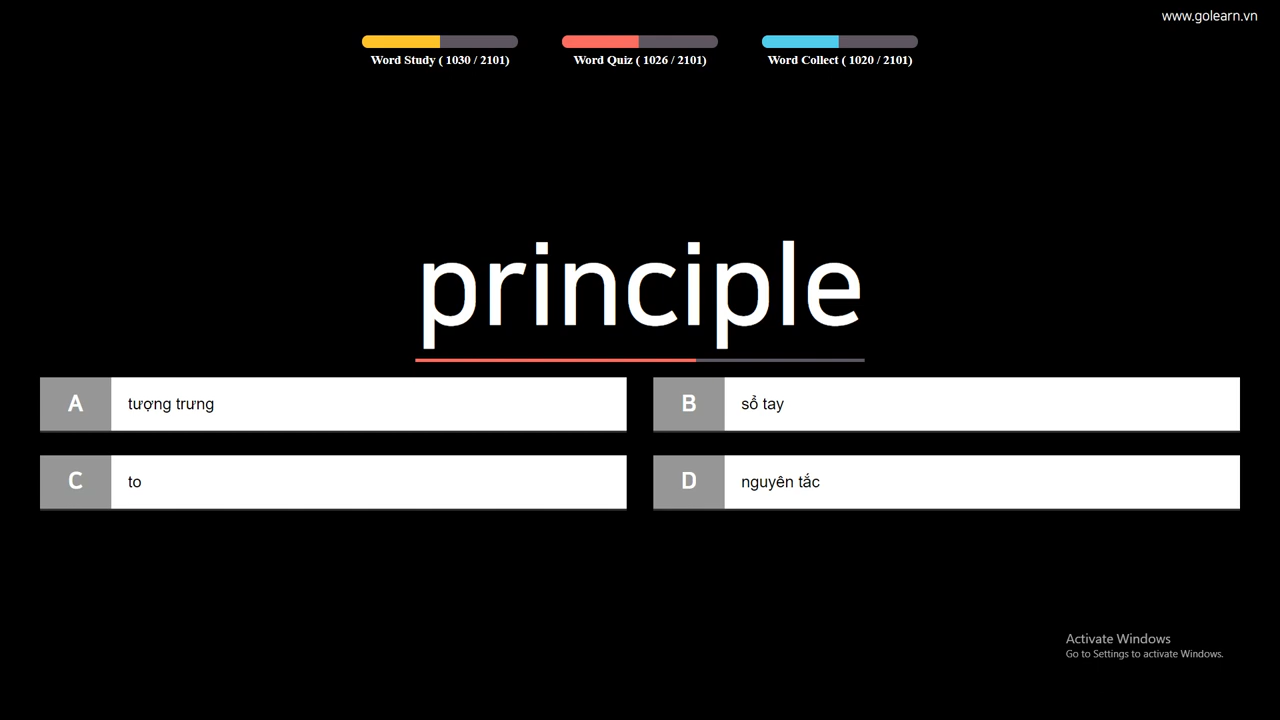 www.golearn.vn
Word Study ( 1030 / 2101)
Word Quiz ( 1026 / 2101)
Word Collect ( 1020 / 2101)
principle
A tượng trưng
B sổ tay
C to
D nguyên tắc
Activate Windows
Go to Settings to activate Windows.